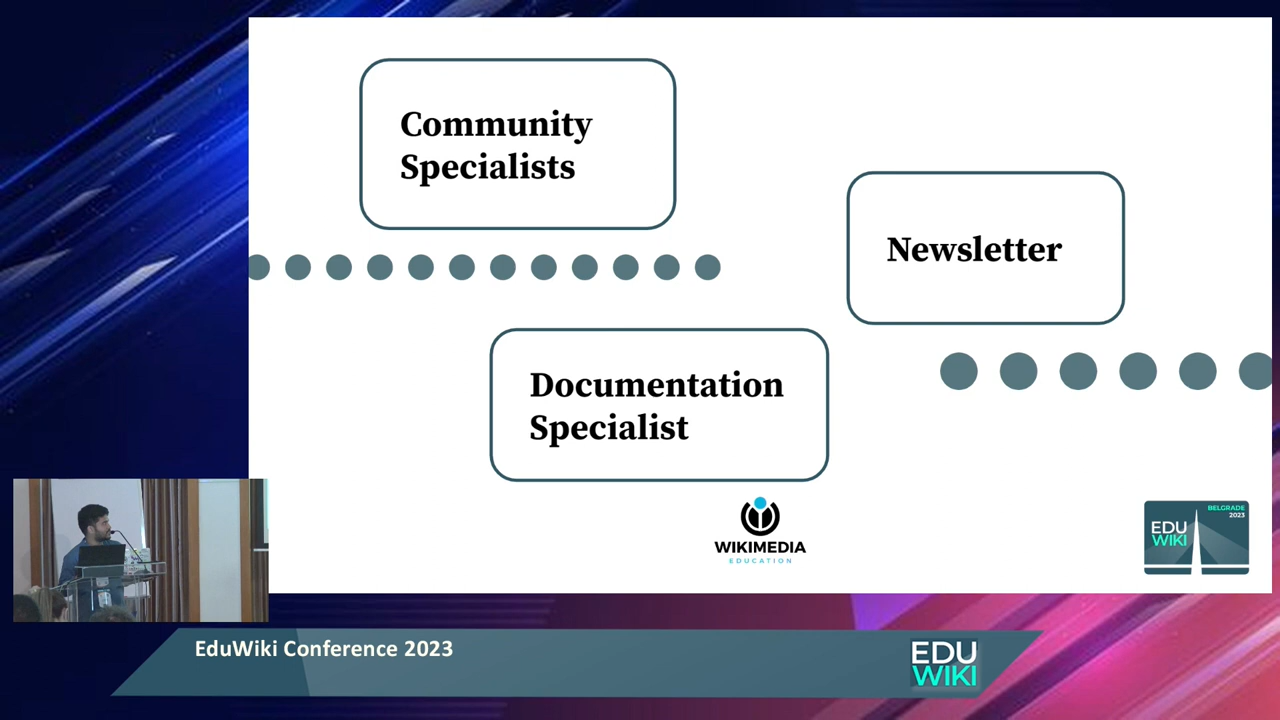 Community
Specialists
Newsletter
Documentation
Specialist
WIKIMEDIA
EDUCATION
BELGRADE
2023
EDU
WIKI
EduWiki Conference 2023
EDU
WIKI